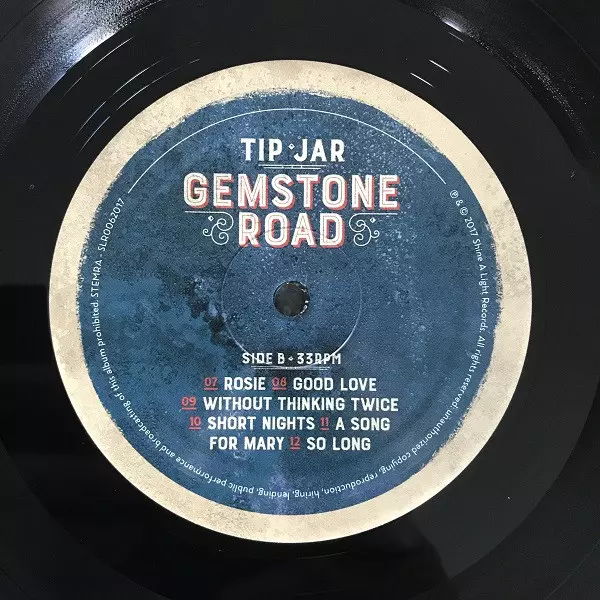 TIP JAR
GEMSTONE
ROAD
SIDE B 33RPM
07 ROSIE 08 GOOD LOVE
09 WITHOUT THINKING TWICE
10 SHORT NIGHTS 11 A SONG
FOR MARY 12 SO LONG
℗ & © 2017 Shine A Light Records. All rights reserved, unauthorized copying, reproduction, hiring, lending, public performance and broadcasting of this album prohibited. STEMRA - SLR0062017